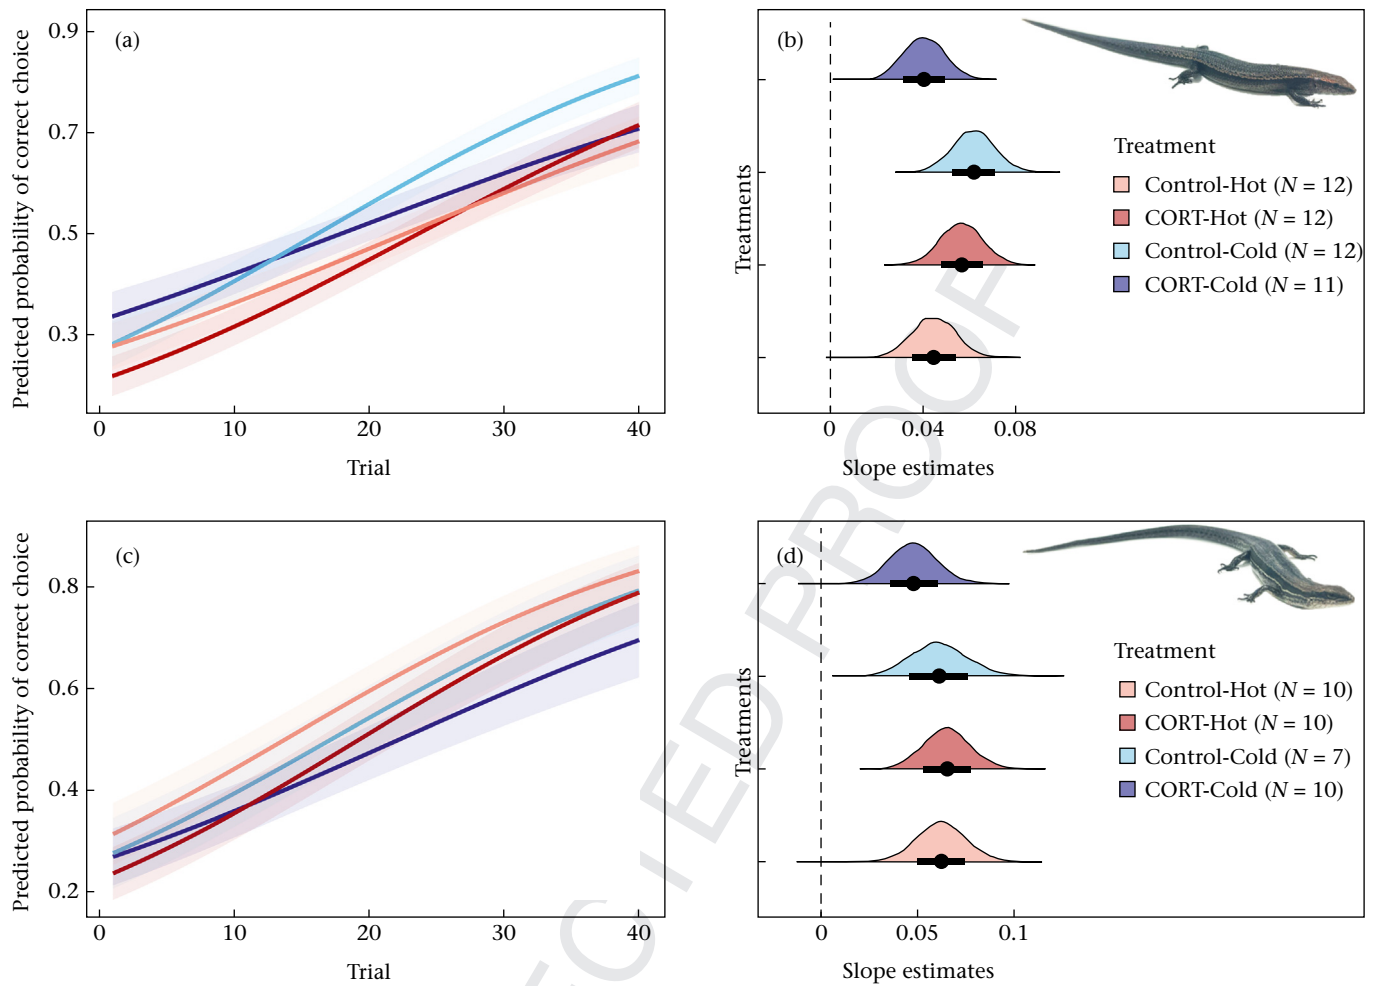 (a)
0.9
0.7
0.5
0.3
Predicted probability of correct choice
0
10
20
30
40
Trial
(b)
Treatments
0
0.04
0.08
Slope estimates
Treatment
Control-Hot (N = 12)
CORT-Hot (N = 12)
Control-Cold (N = 12)
CORT-Cold (N = 11)
(c)
0.8
0.6
0.4
0.2
Predicted probability of correct choice
0
10
20
30
40
Trial
(d)
Treatments
0
0.05
0.1
Slope estimates
Treatment
Control-Hot (N = 10)
CORT-Hot (N = 10)
Control-Cold (N = 7)
CORT-Cold (N = 10)
PROOF